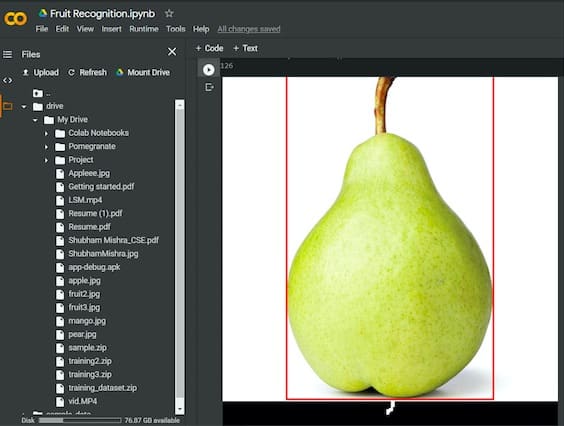 CO
Fruit Recognition.ipynb
File Edit View Insert Runtime Tools Help All changes saved
Files
+ Code + Text
Upload Refresh Mount Drive
126
..
drive
My Drive
Colab Notebooks
Pomegranate
Project
Appleee.jpg
Getting started.pdf
LSM.mp4
Resume (1).pdf
Resume.pdf
Shubham Mishra_CSE.pdf
ShubhamMishra.jpg
app-debug.apk
apple.jpg
fruit2.jpg
fruit3.jpg
mango.jpg
pear.jpg
sample.zip
training2.zip
training3.zip
training_dataset.zip
vid.MP4
Disk 76.87 GB available